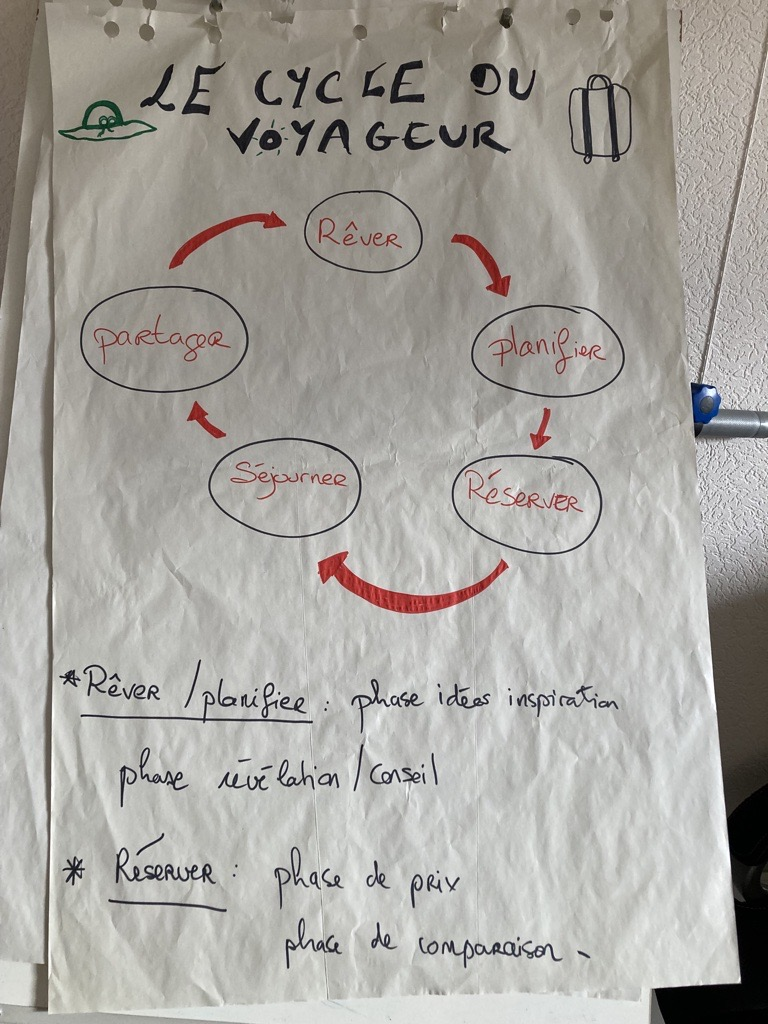 LE CYCLE DU
VOYAGEUR
Rêver
planifier
Réserver
Séjourner
partager
* Rêver / planifier : phase idées inspiration
phase révélation / conseil
* Réserver : phase de prix
phase de comparaison -